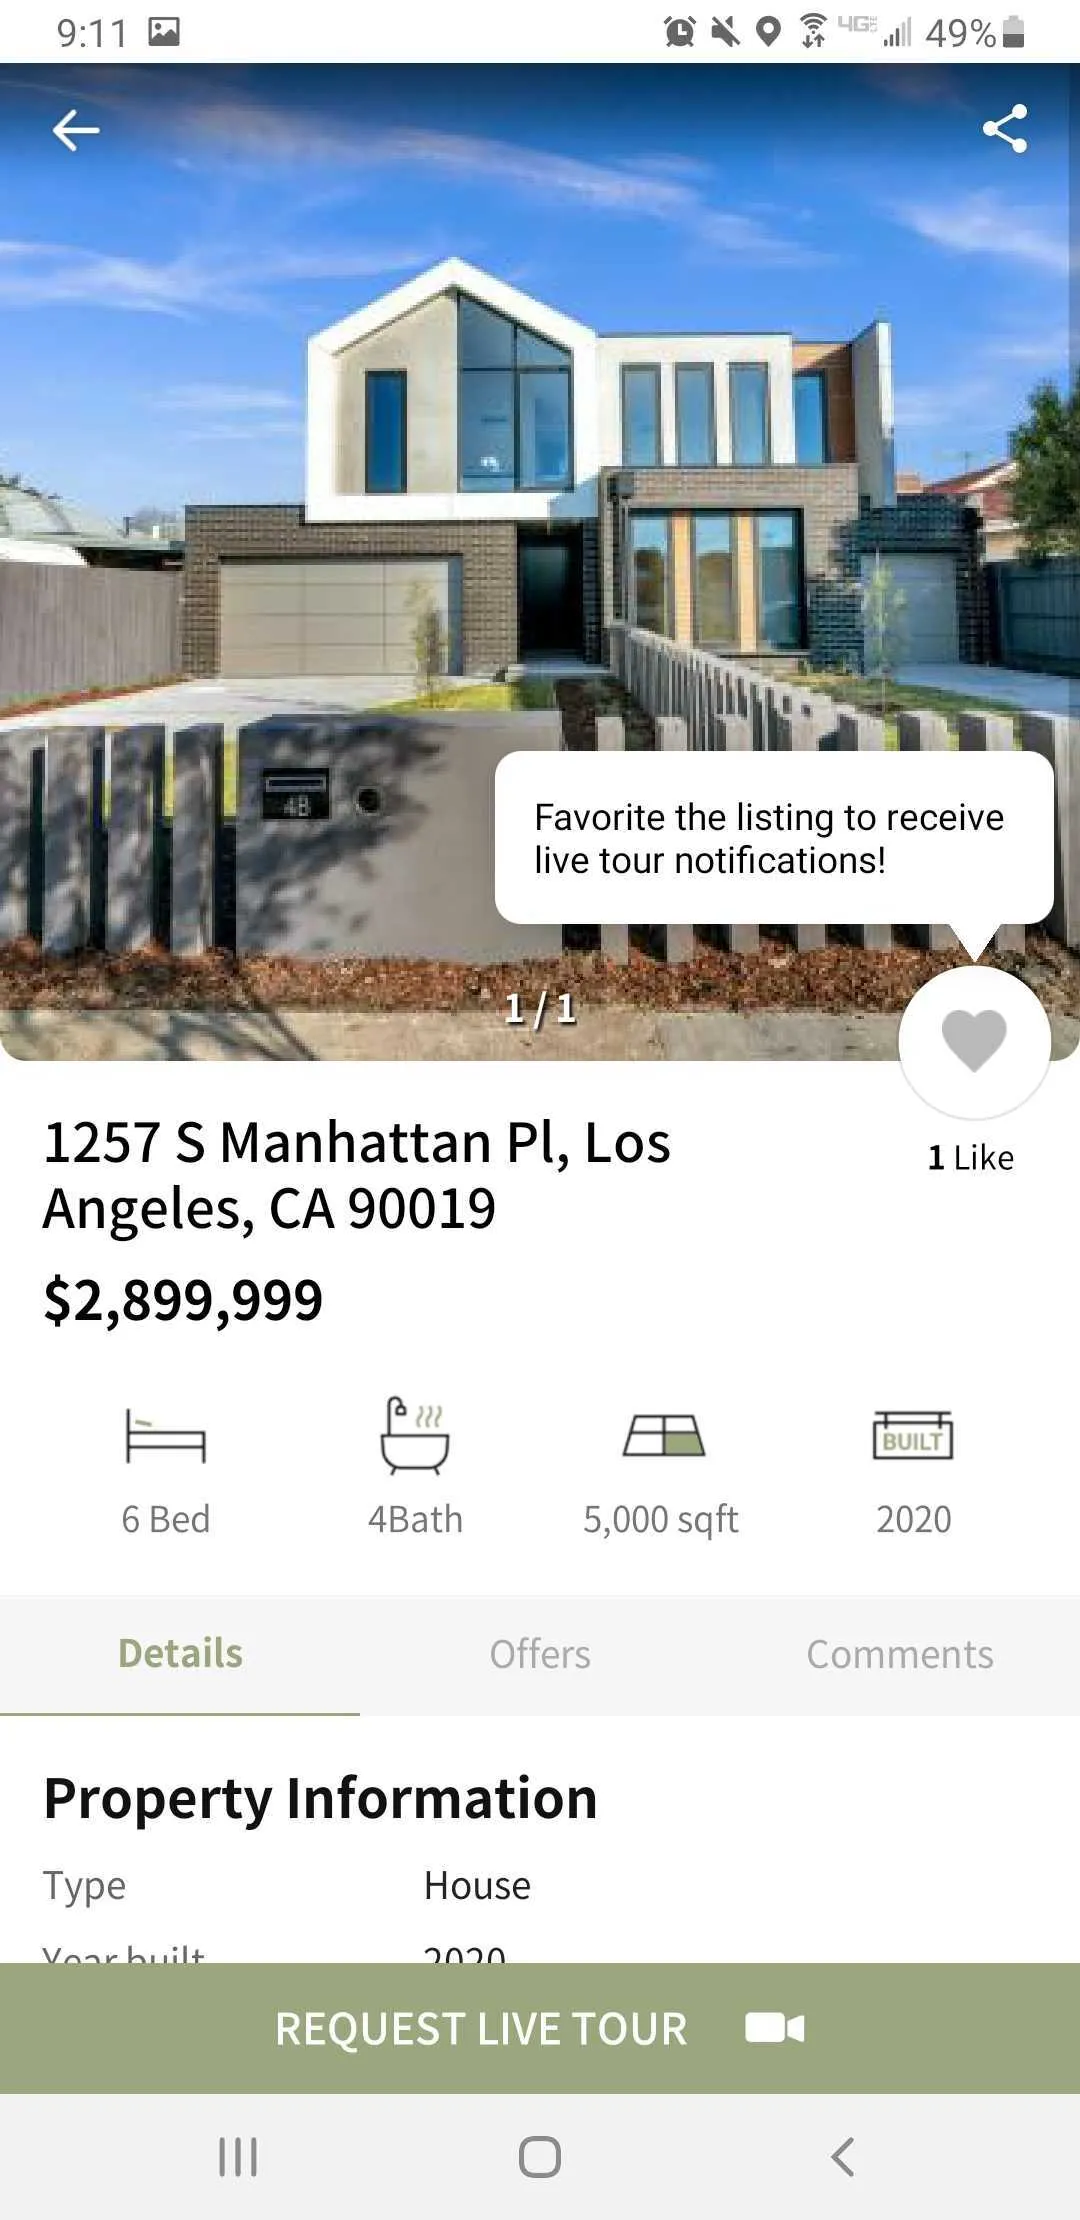 9:11
4G LTE
49%
4B
Favorite the listing to receive
live tour notifications!
1 / 1
1257 S Manhattan Pl, Los
Angeles, CA 90019
1 Like
$2,899,999
BUILT
6 Bed
4Bath
5,000 sqft
2020
Details
Offers
Comments
Property Information
Type
House
Year built
2020
REQUEST LIVE TOUR